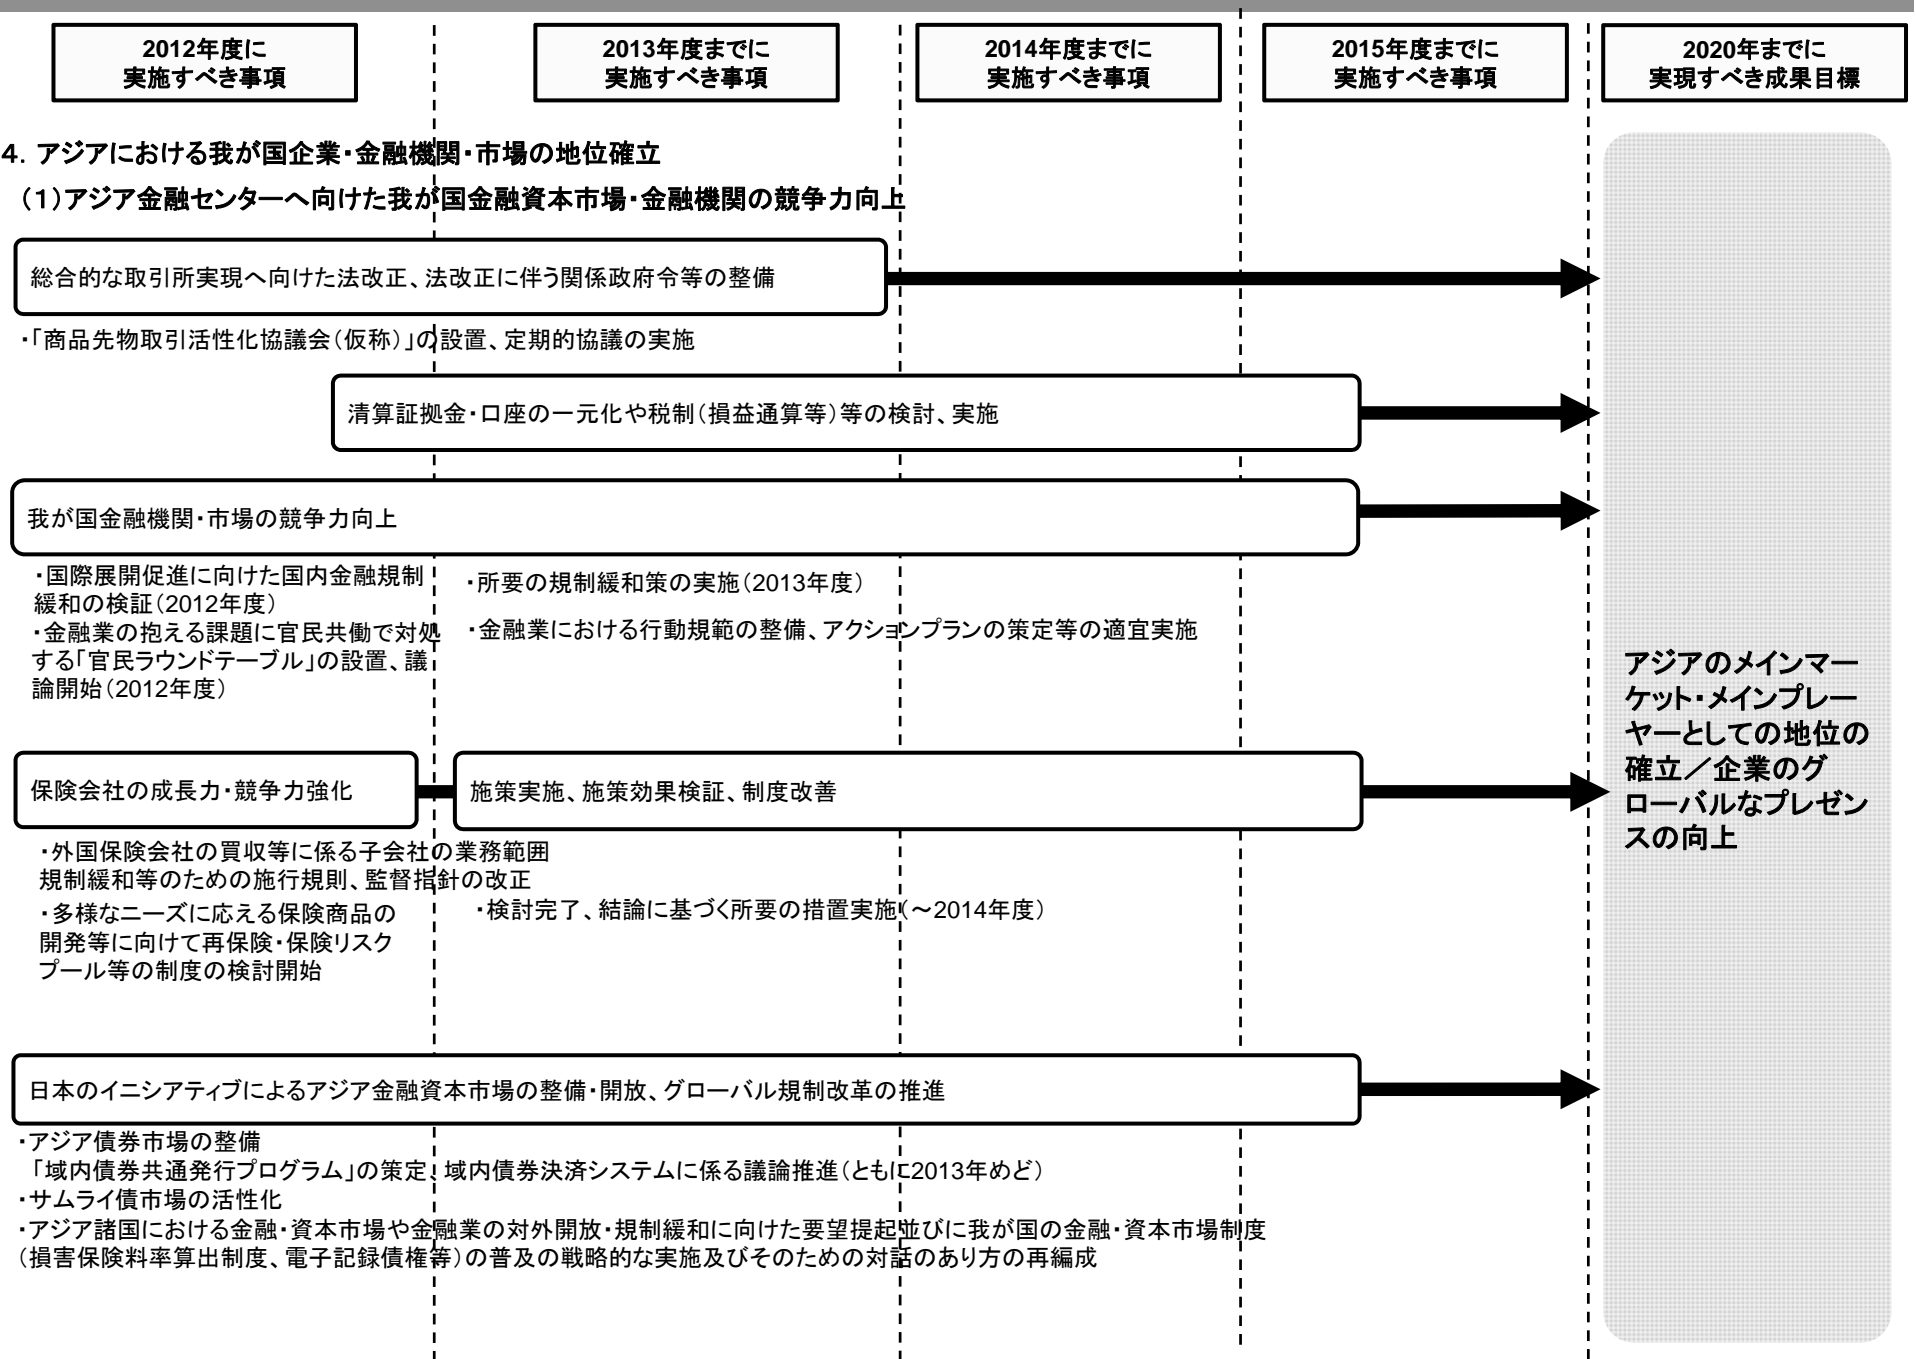 2012年度に
実施すべき事項
2013年度までに
実施すべき事項
2014年度までに
実施すべき事項
2015年度までに
実施すべき事項
2020年までに
実現すべき成果目標
4．アジアにおける我が国企業・金融機関・市場の地位確立
（1）アジア金融センターへ向けた我が国金融資本市場・金融機関の競争力向上
総合的な取引所実現へ向けた法改正、法改正に伴う関係政府令等の整備
・「商品先物取引活性化協議会（仮称）」の設置、定期的協議の実施
清算証拠金・口座の一元化や税制（損益通算等）等の検討、実施
我が国金融機関・市場の競争力向上
・国際展開促進に向けた国内金融規制
緩和の検証（2012年度）
・金融業の抱える課題に官民共働で対処
する「官民ラウンドテーブル」の設置、議
論開始（2012年度）
・所要の規制緩和策の実施（2013年度）
・金融業における行動規範の整備、アクションプランの策定等の適宜実施
保険会社の成長力・競争力強化
施策実施、施策効果検証、制度改善
・外国保険会社の買収等に係る子会社の業務範囲
規制緩和等のための施行規則、監督指針の改正
・多様なニーズに応える保険商品の
開発等に向けて再保険・保険リスク
プール等の制度の検討開始
・検討完了、結論に基づく所要の措置実施（～2014年度）
日本のイニシアティブによるアジア金融資本市場の整備・開放、グローバル規制改革の推進
・アジア債券市場の整備
「域内債券共通発行プログラム」の策定、域内債券決済システムに係る議論推進（ともに2013年めど）
・サムライ債市場の活性化
・アジア諸国における金融・資本市場や金融業の対外開放・規制緩和に向けた要望提起並びに我が国の金融・資本市場制度
（損害保険料率算出制度、電子記録債権等）の普及の戦略的な実施及びそのための対話のあり方の再編成
アジアのメインマー
ケット・メインプレー
ヤーとしての地位の
確立／企業のグ
ローバルなプレゼン
スの向上